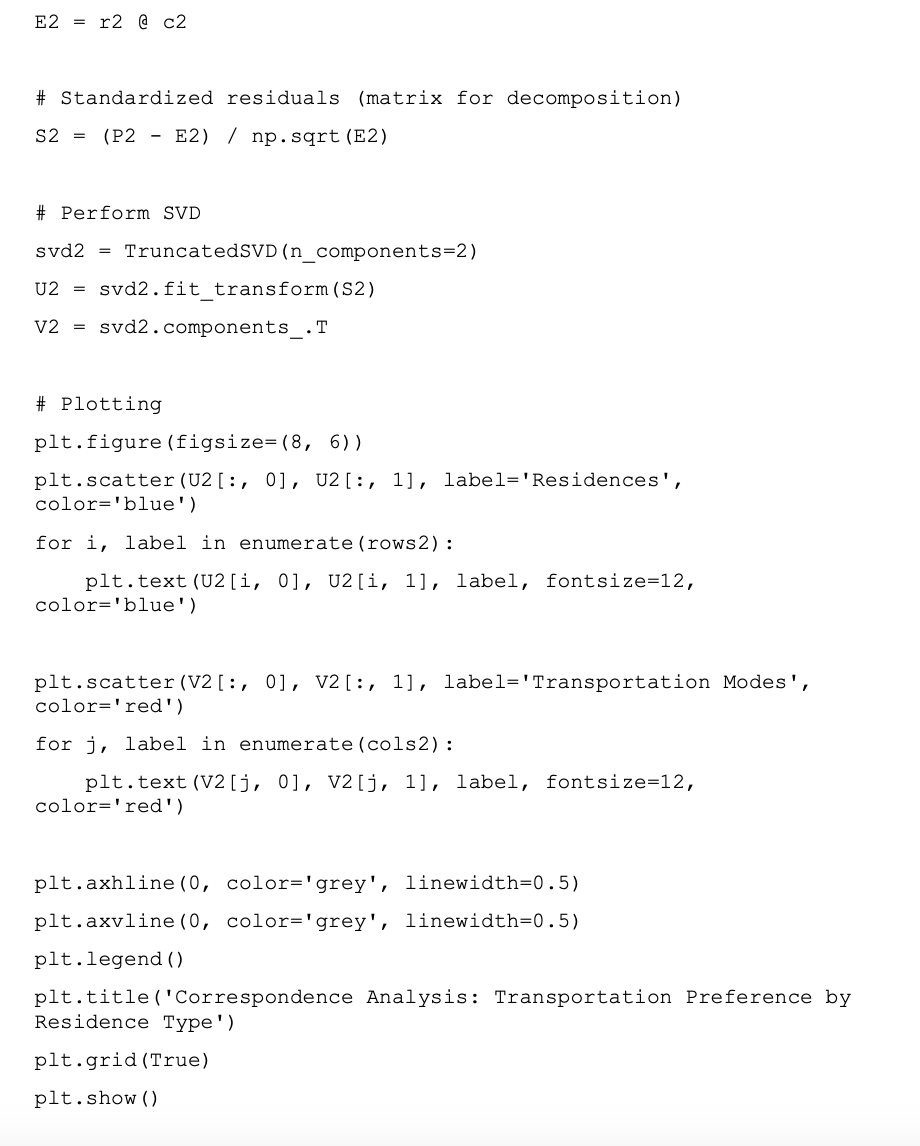 E2 = r2 @ c2
# Standardized residuals (matrix for decomposition)
S2 = (P2 - E2) / np.sqrt(E2)
# Perform SVD
svd2 = TruncatedSVD(n_components=2)
U2 = svd2.fit_transform(S2)
V2 = svd2.components_.T
# Plotting
plt.figure(figsize=(8, 6))
plt.scatter(U2[:, 0], U2[:, 1], label='Residences',
color='blue')
for i, label in enumerate(rows2):
    plt.text(U2[i, 0], U2[i, 1], label, fontsize=12,
color='blue')
plt.scatter(V2[:, 0], V2[:, 1], label='Transportation Modes',
color='red')
for j, label in enumerate(cols2):
    plt.text(V2[j, 0], V2[j, 1], label, fontsize=12,
color='red')
plt.axhline(0, color='grey', linewidth=0.5)
plt.axvline(0, color='grey', linewidth=0.5)
plt.legend()
plt.title('Correspondence Analysis: Transportation Preference by
Residence Type')
plt.grid(True)
plt.show()